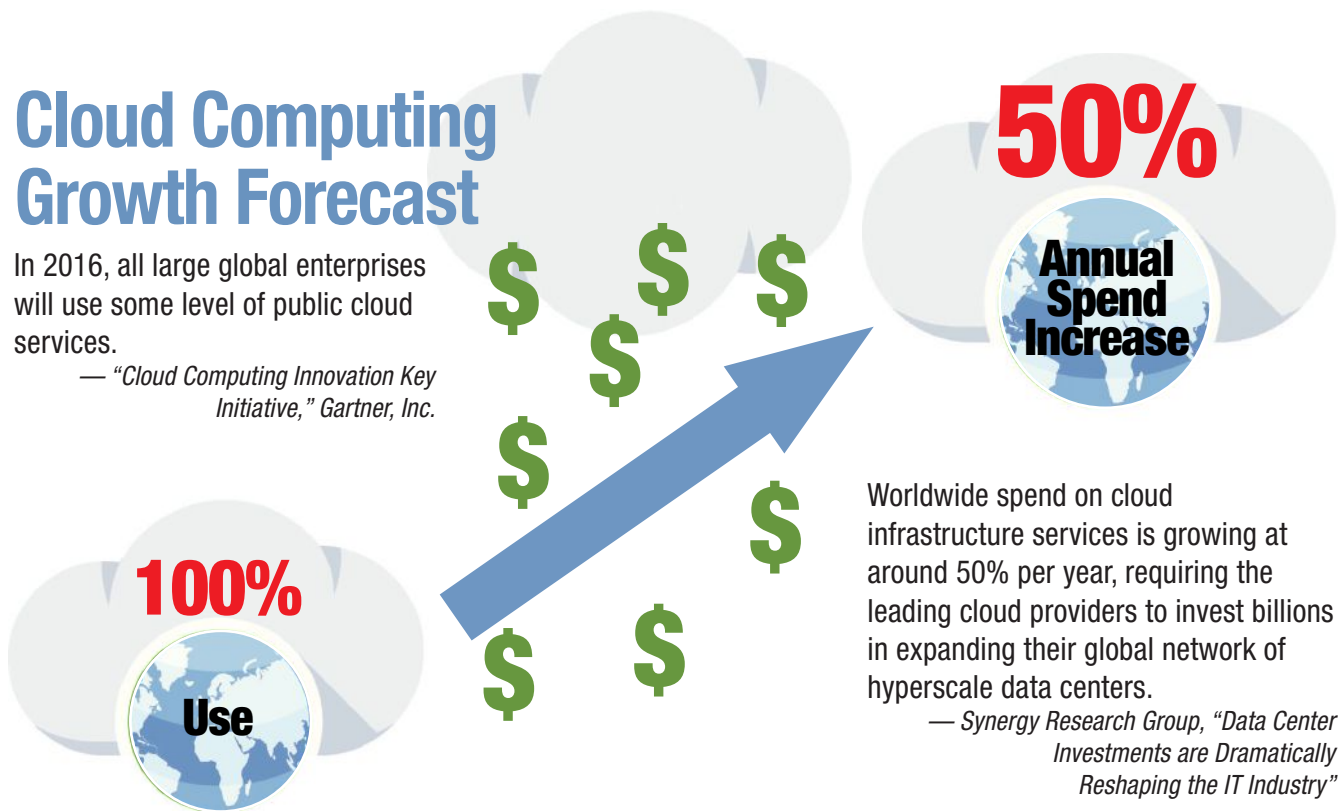 Cloud Computing
Growth Forecast
In 2016, all large global enterprises
will use some level of public cloud
services.
— “Cloud Computing Innovation Key
Initiative,” Gartner, Inc.
100%
Use
$
$
$
$
$
$
$
$
50%
Annual
Spend
Increase
Worldwide spend on cloud
infrastructure services is growing at
around 50% per year, requiring the
leading cloud providers to invest billions
in expanding their global network of
hyperscale data centers.
— Synergy Research Group, “Data Center
Investments are Dramatically
Reshaping the IT Industry”